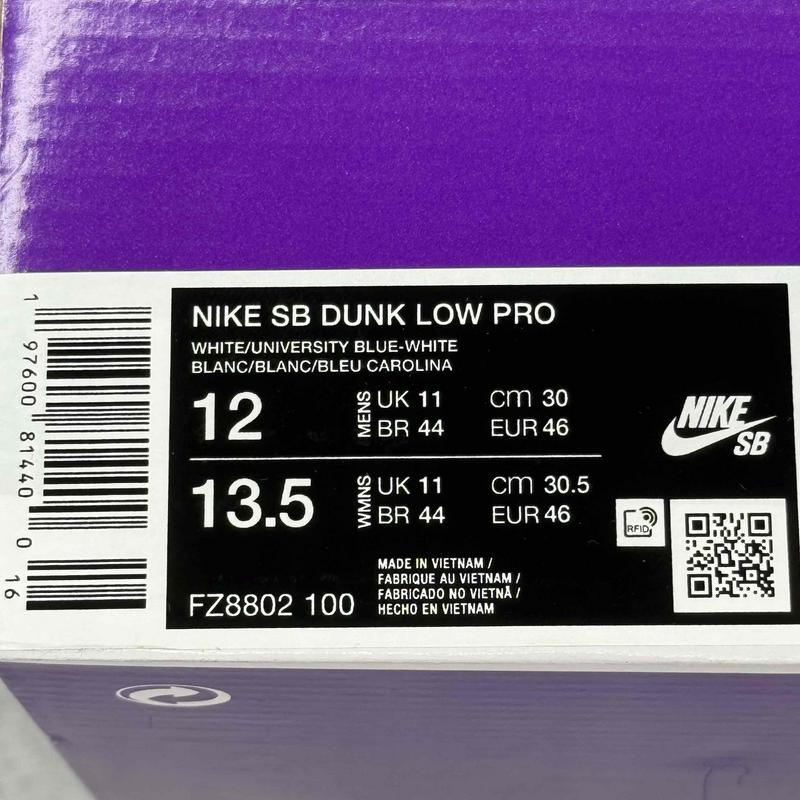 NIKE SB DUNK LOW PRO
WHITE/UNIVERSITY BLUE-WHITE
BLANC/BLANC/BLEU CAROLINA
12 MENS UK 11 cm 30
BR 44 EUR 46
13.5 WMNS UK 11 cm 30.5
BR 44 EUR 46
NIKE
SB
RFID
MADE IN VIETNAM /
FABRIQUE AU VIETNAM /
FABRICADO NO VIETNÃ /
HECHO EN VIETNAM
FZ8802 100
1 97600 81440 0 16